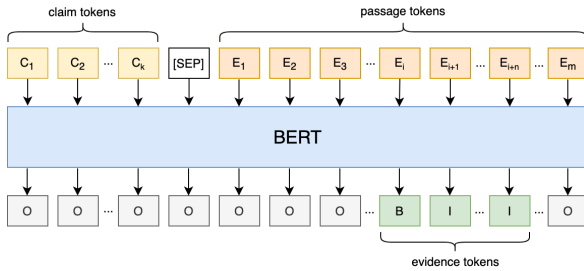 claim tokens passage tokens
C1 C2 ... Ck [SEP] E1 E2 E3 ... Ei Ei+1 ... Ei+n ... Em
BERT
O O ... O O O O O ... B I ... I ... O
evidence tokens